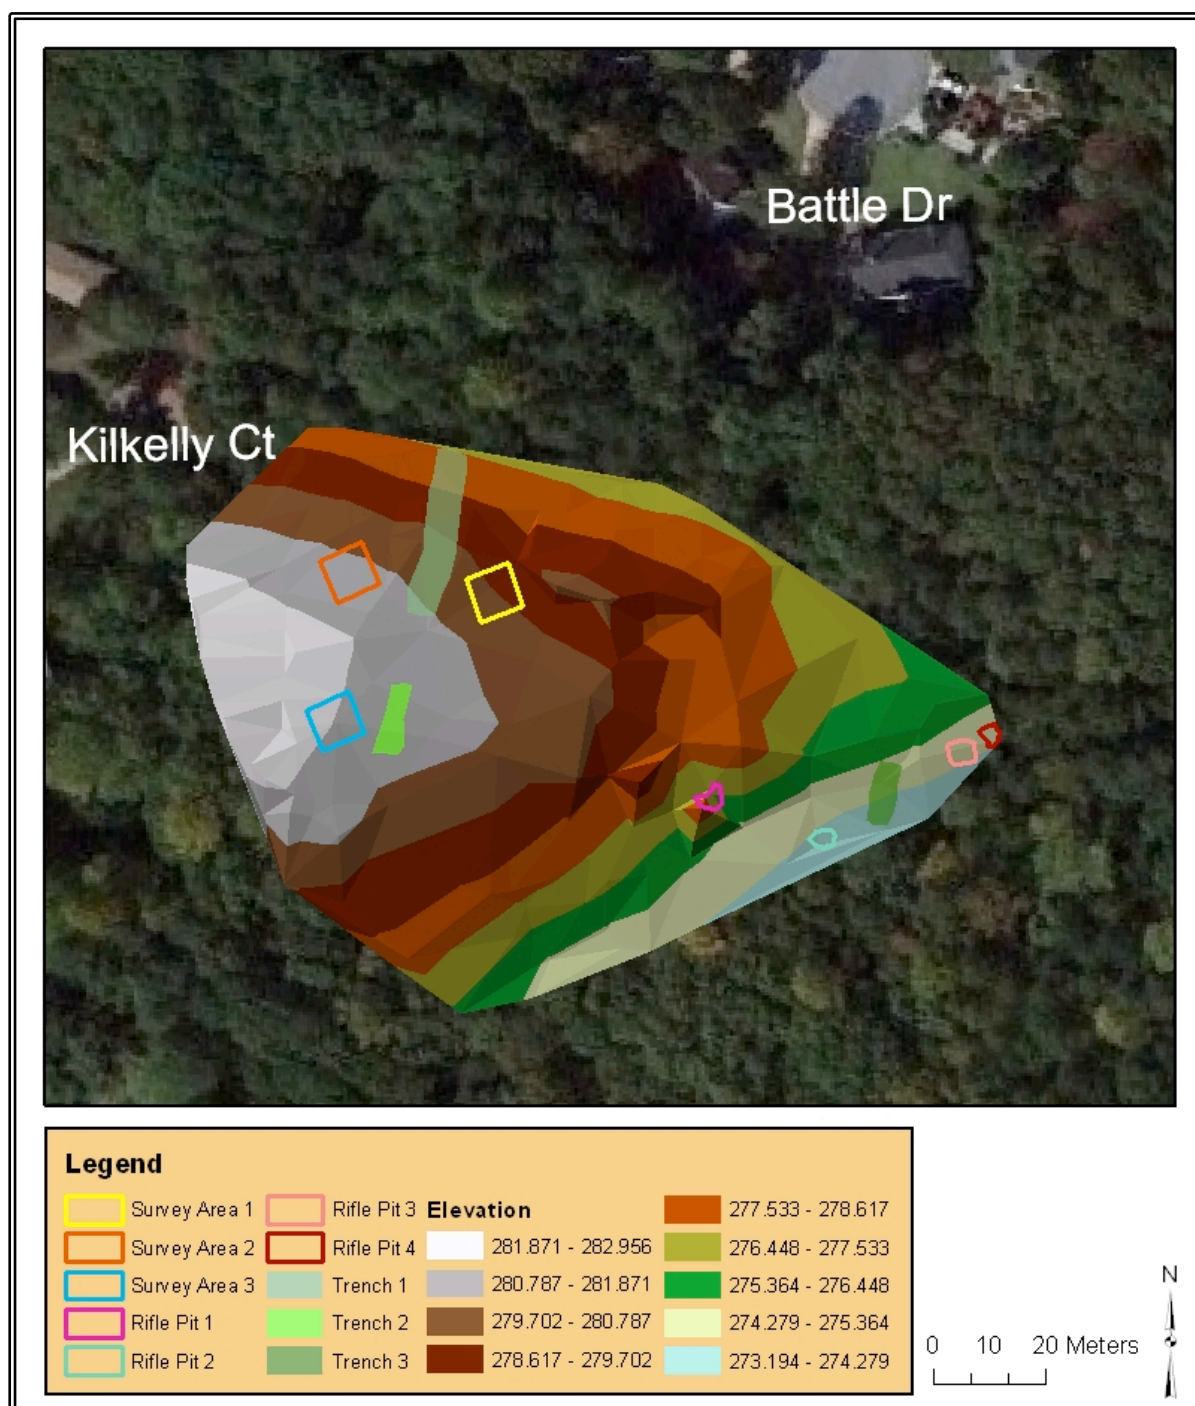 Battle Dr
Kilkelly Ct
Legend
Survey Area 1
Survey Area 2
Survey Area 3
Rifle Pit 1
Rifle Pit 2
Rifle Pit 3
Rifle Pit 4
Trench 1
Trench 2
Trench 3
Elevation
281.871 - 282.956
280.787 - 281.871
279.702 - 280.787
278.617 - 279.702
277.533 - 278.617
276.448 - 277.533
275.364 - 276.448
274.279 - 275.364
273.194 - 274.279
0 10 20 Meters
N